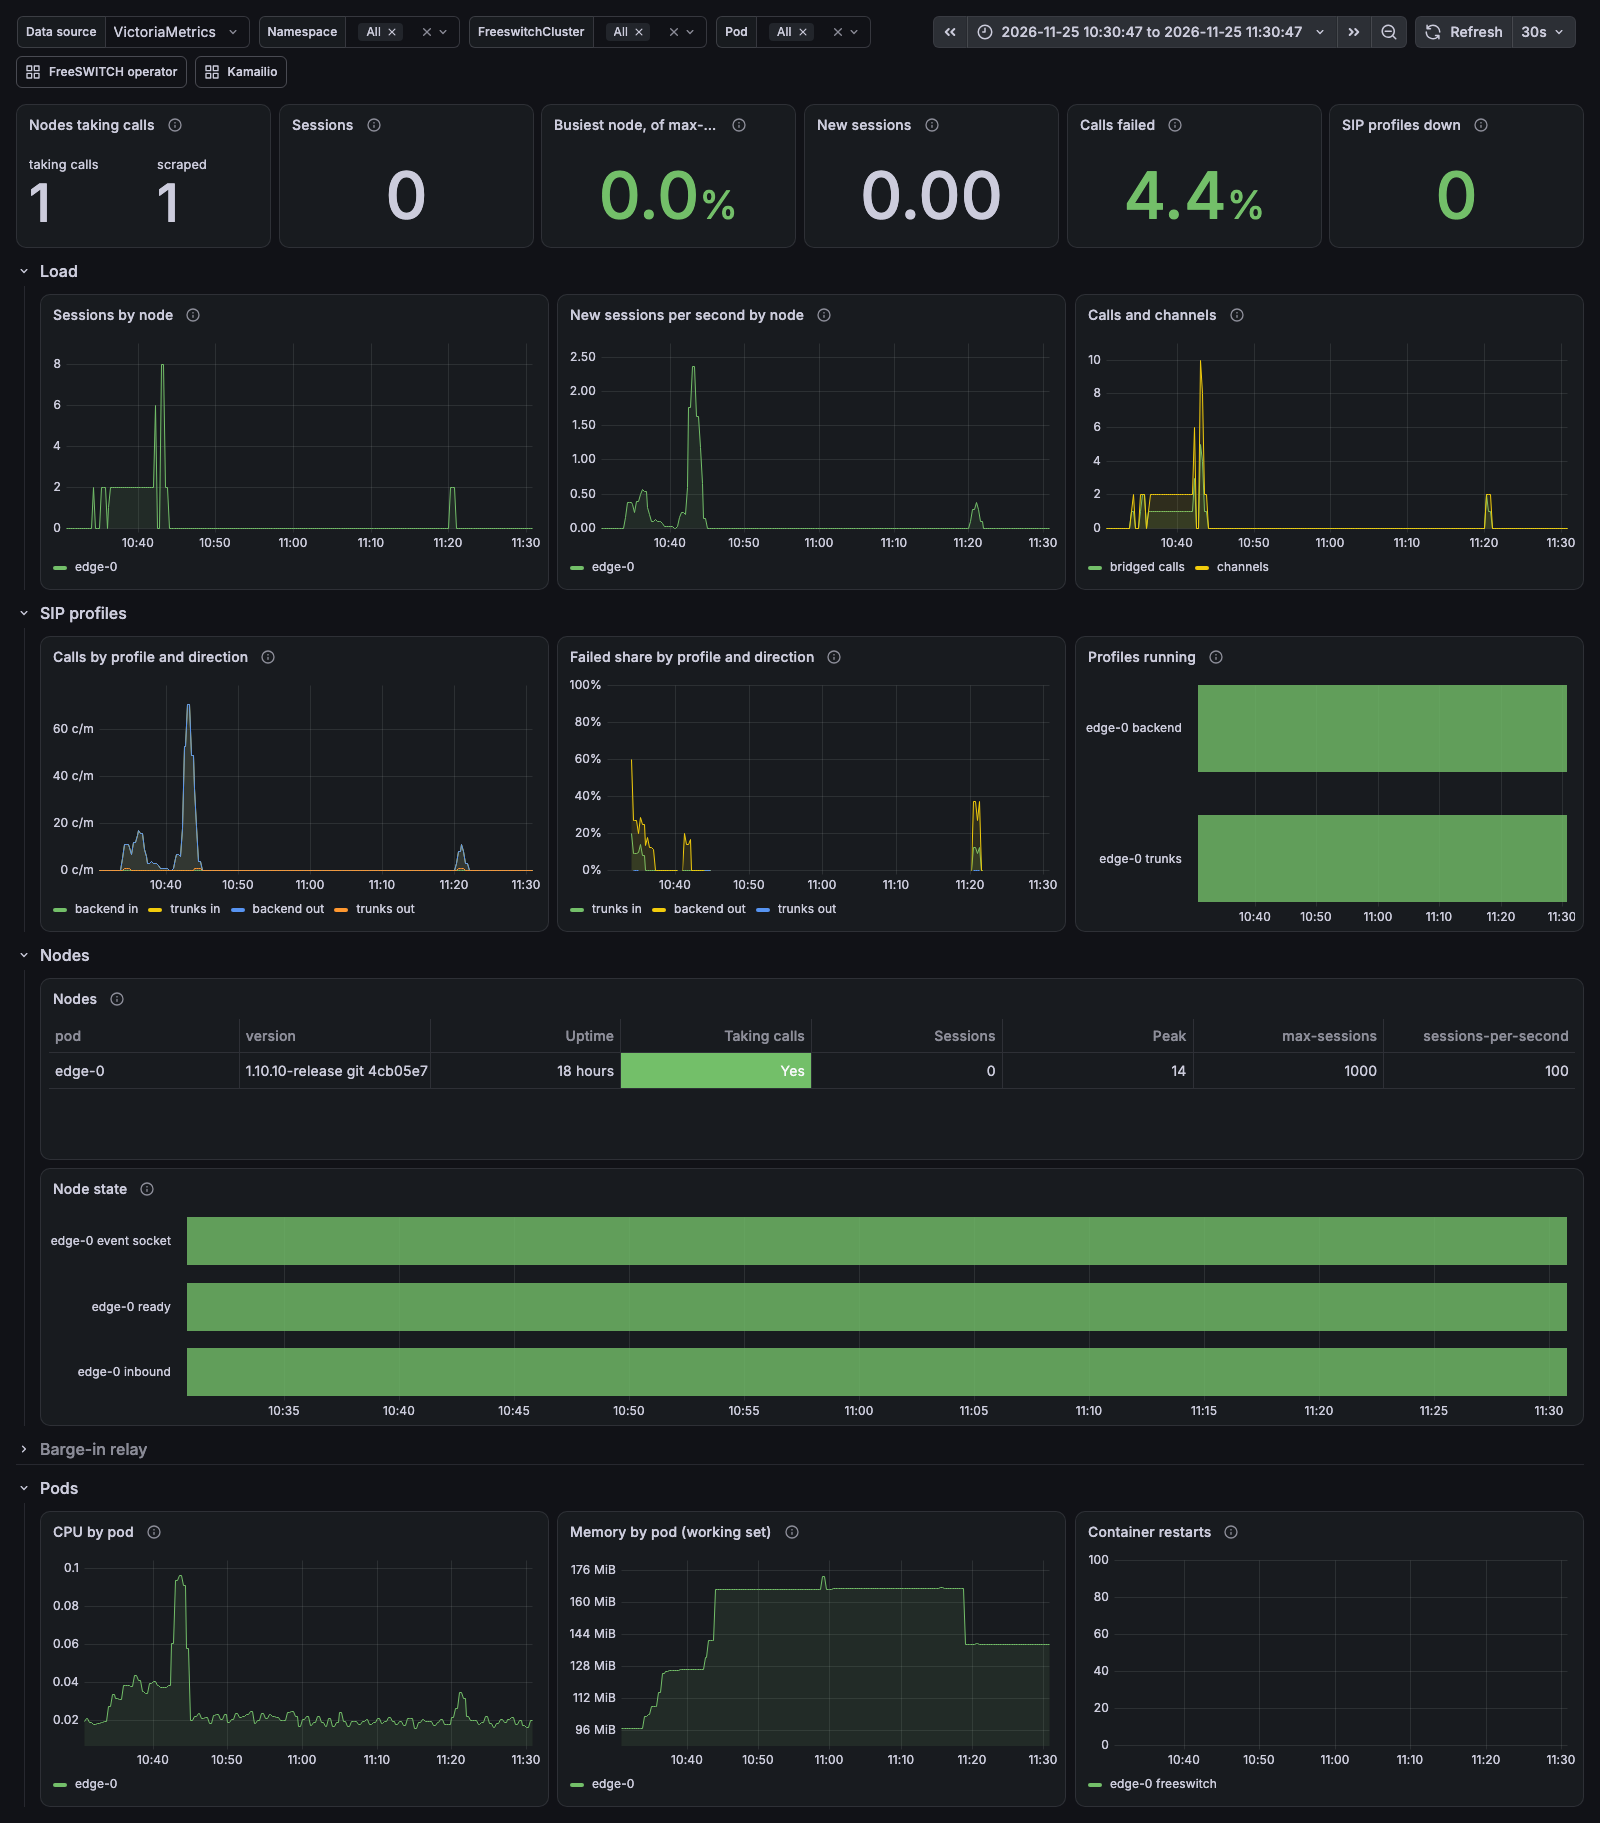 Data source VictoriaMetrics Namespace All FreeswitchCluster All Pod All 2026-11-25 10:30:47 to 2026-11-25 11:30:47 Refresh 30s
FreeSWITCH operator Kamailio
Nodes taking calls
taking calls scraped
1 1
Sessions
0
Busiest node, of max-...
0.0%
New sessions
0.00
Calls failed
4.4%
SIP profiles down
0
Load
Sessions by node
8
6
4
2
0
10:40 10:50 11:00 11:10 11:20 11:30
edge-0
New sessions per second by node
2.50
2.00
1.50
1.00
0.50
0.00
10:40 10:50 11:00 11:10 11:20 11:30
edge-0
Calls and channels
10
8
6
4
2
0
10:40 10:50 11:00 11:10 11:20 11:30
bridged calls channels
SIP profiles
Calls by profile and direction
60 c/m
40 c/m
20 c/m
0 c/m
10:40 10:50 11:00 11:10 11:20 11:30
backend in trunks in backend out trunks out
Failed share by profile and direction
100%
80%
60%
40%
20%
0%
10:40 10:50 11:00 11:10 11:20 11:30
trunks in backend out trunks out
Profiles running
edge-0 backend
edge-0 trunks
10:40 10:50 11:00 11:10 11:20 11:30
Nodes
Nodes
pod version Uptime Taking calls Sessions Peak max-sessions sessions-per-second
edge-0 1.10.10-release git 4cb05e7 18 hours Yes 0 14 1000 100
Node state
edge-0 event socket
edge-0 ready
edge-0 inbound
10:35 10:40 10:45 10:50 10:55 11:00 11:05 11:10 11:15 11:20 11:25 11:30
Barge-in relay
Pods
CPU by pod
0.1
0.08
0.06
0.04
0.02
10:40 10:50 11:00 11:10 11:20 11:30
edge-0
Memory by pod (working set)
176 MiB
160 MiB
144 MiB
128 MiB
112 MiB
96 MiB
10:40 10:50 11:00 11:10 11:20 11:30
edge-0
Container restarts
100
80
60
40
20
0
10:40 10:50 11:00 11:10 11:20 11:30
edge-0 freeswitch